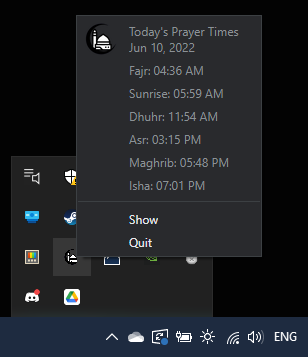 Today's Prayer Times
Jun 10, 2022
Fajr: 04:36 AM
Sunrise: 05:59 AM
Dhuhr: 11:54 AM
Asr: 03:15 PM
Maghrib: 05:48 PM
Isha: 07:01 PM
Show
Quit
ENG